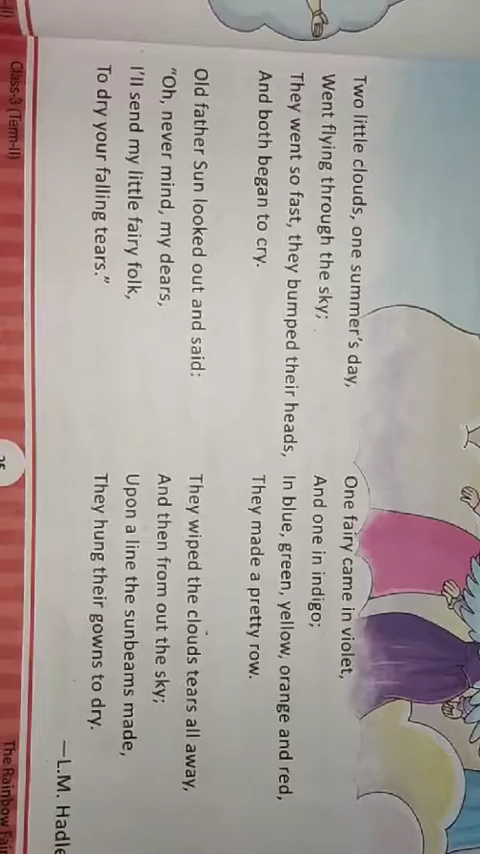 Two little clouds, one summer's day,
Went flying through the sky;
They went so fast, they bumped their heads,
And both began to cry.
Old father Sun looked out and said:
"Oh, never mind, my dears,
I'll send my little fairy folk,
To dry your falling tears."
One fairy came in violet,
And one in indigo;
In blue, green, yellow, orange and red,
They made a pretty row.
They wiped the clouds tears all away,
And then from out the sky;
Upon a line the sunbeams made,
They hung their gowns to dry.
—L.M. Hadle
Class-3 (Term-II)
The Rainbow Fair